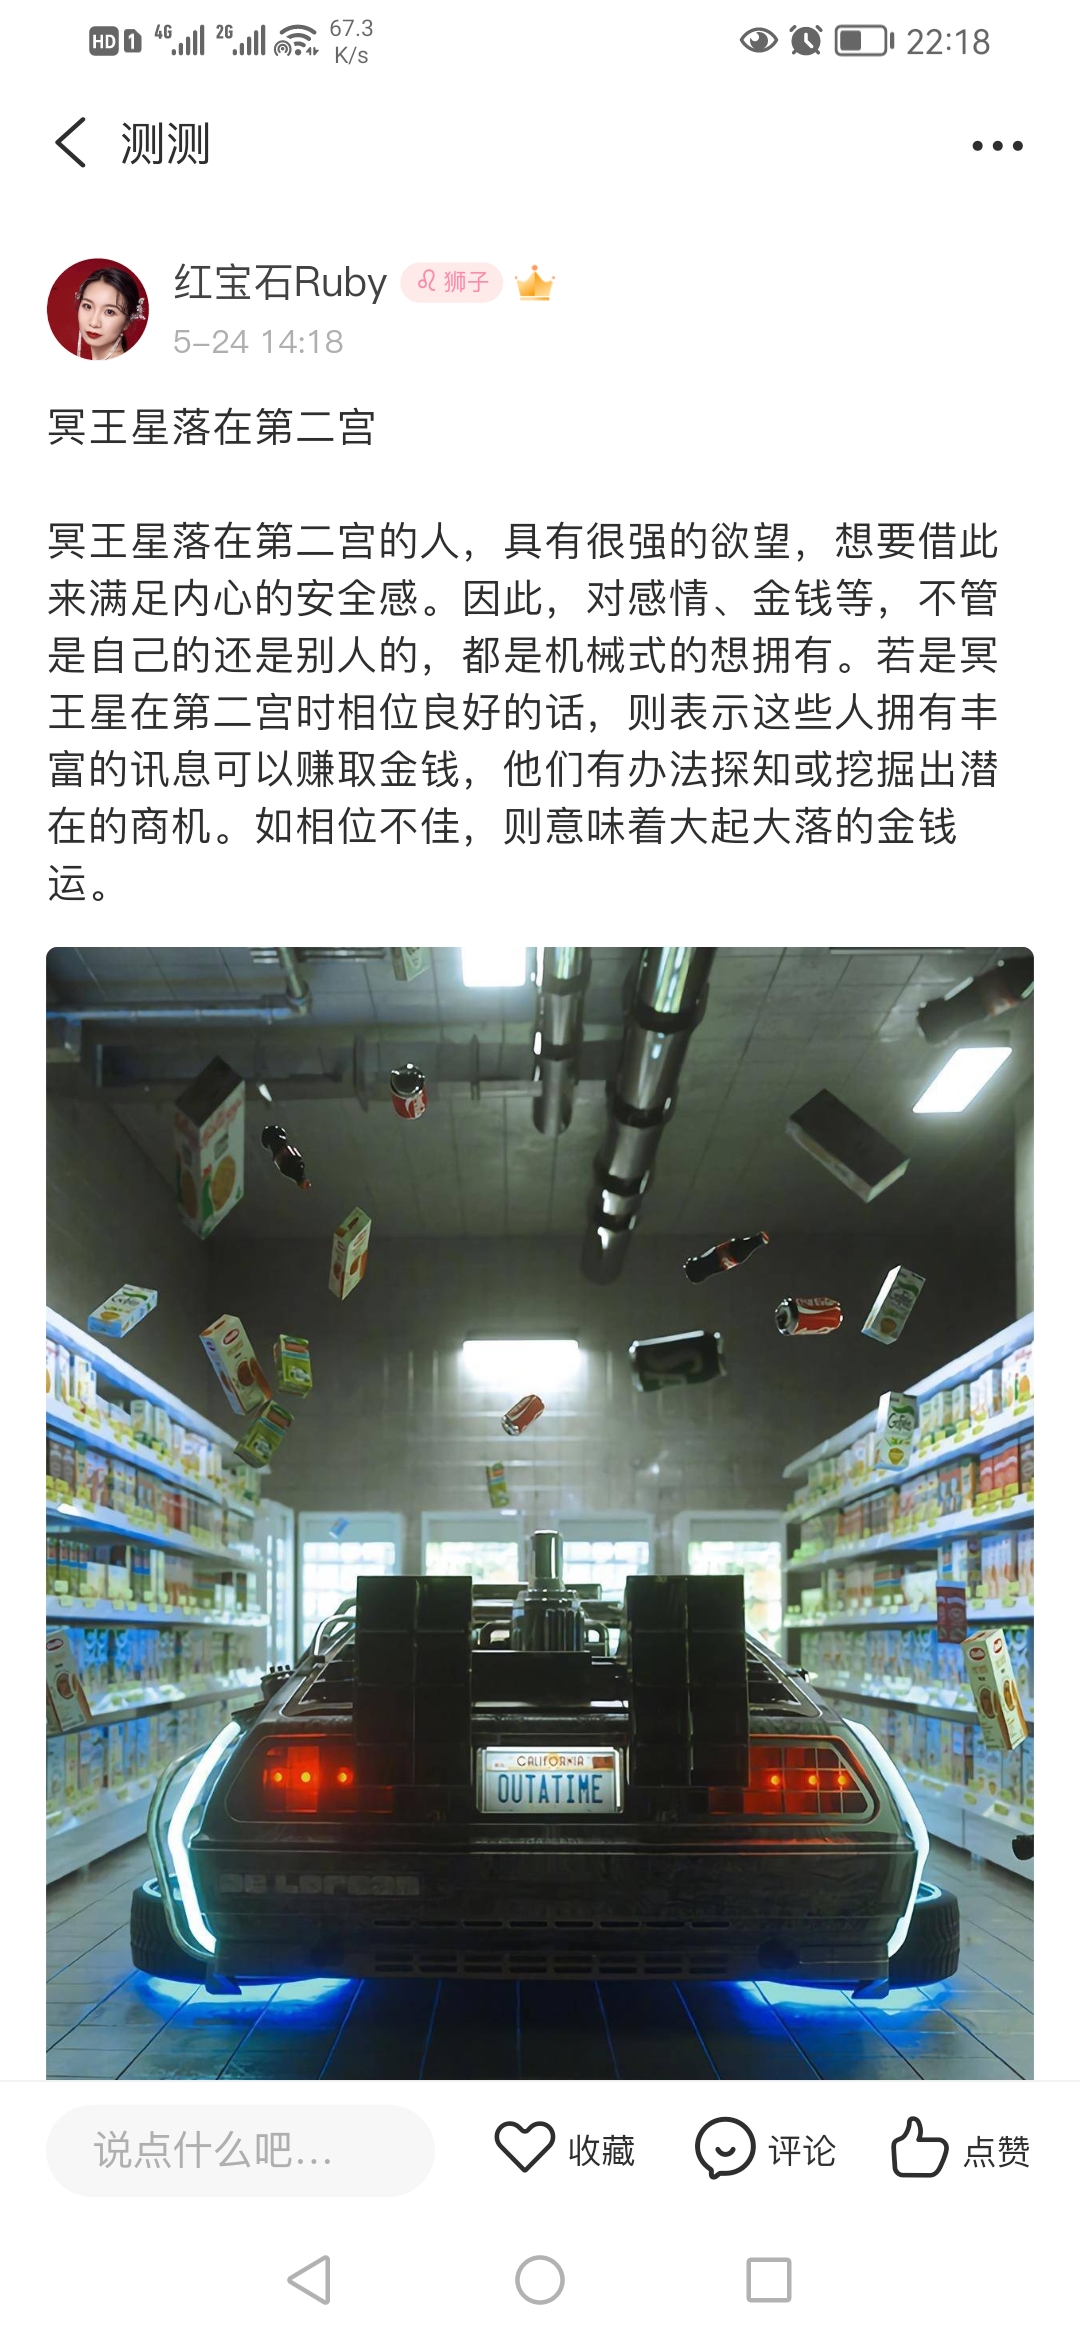 HD 1 4G 2G 67.3 K/s 22:18
测测
红宝石Ruby 狮子
5-24 14:18
冥王星落在第二宫
冥王星落在第二宫的人，具有很强的欲望，想要借此
来满足内心的安全感。因此，对感情、金钱等，不管
是自己的还是别人的，都是机械式的想拥有。若是冥
王星在第二宫时相位良好的话，则表示这些人拥有丰
富的讯息可以赚取金钱，他们有办法探知或挖掘出潜
在的商机。如相位不佳，则意味着大起大落的金钱
运。
CALIFORNIA
OUTATIME
DELOREAN
说点什么吧... 收藏 评论 点赞